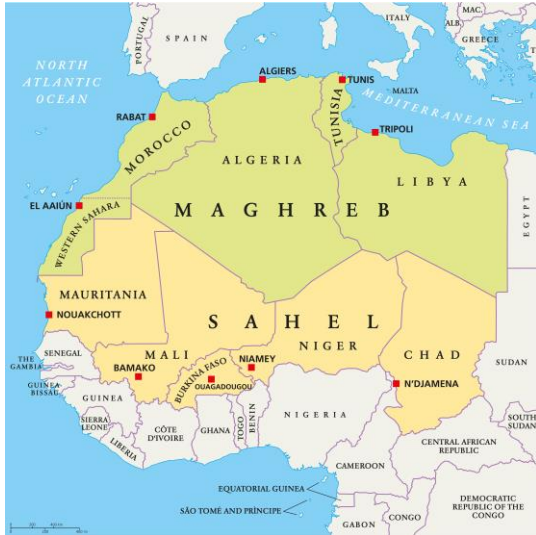 PORTUGAL
SPAIN
ITALY
MAC.
ALB.
GREECE
NORTH
ATLANTIC
OCEAN
ALGIERS
TUNIS
MALTA
MEDITERRANEAN SEA
RABAT
MOROCCO
TUNISIA
TRIPOLI
ALGERIA
LIBYA
EGYPT
EL AAIÚN
WESTERN SAHARA
MAGHREB
MAURITANIA
NOUAKCHOTT
SAHEL
MALI
NIGER
CHAD
SENEGAL
THE
GAMBIA
GUINEA
BISSAU
BAMAKO
BURKINA FASO
OUAGADOUGOU
NIAMEY
N'DJAMENA
SUDAN
GUINEA
SIERRA
LEONE
LIBERIA
CÔTE
D'IVOIRE
GHANA
TOGO
BENIN
NIGERIA
SOUTH
SUDAN
CENTRAL AFRICAN
REPUBLIC
CAMEROON
EQUATORIAL GUINEA
SÃO TOMÉ AND PRÍNCIPE
GABON
CONGO
DEMOCRATIC
REPUBLIC OF THE
CONGO